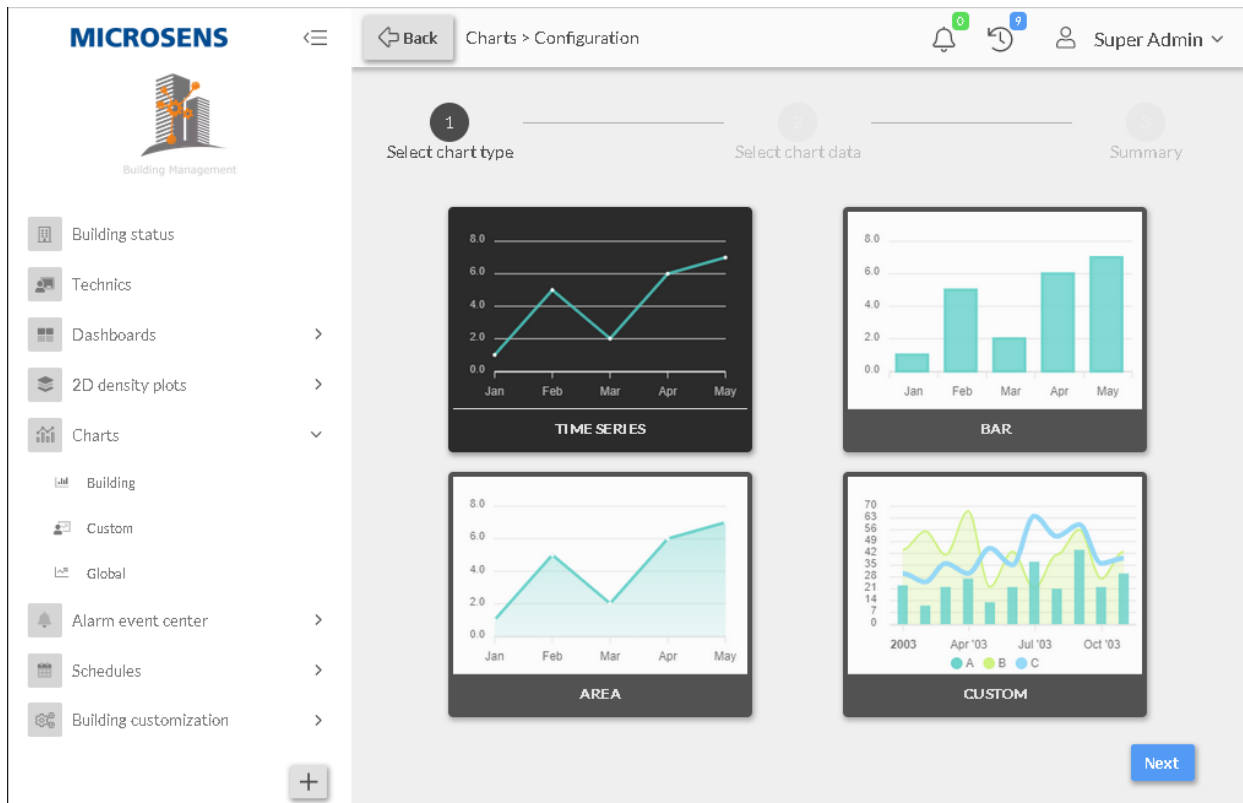 MICROSENS
Building Management
Building status
Technics
Dashboards
2D density plots
Charts
Building
Custom
Global
Alarm event center
Schedules
Building customization
Back
Charts > Configuration
0
9
Super Admin
1
2
3
Select chart type
Select chart data
Summary
8.0
6.0
4.0
2.0
0.0
Jan Feb Mar Apr May
TIME SERIES
8.0
6.0
4.0
2.0
0.0
Jan Feb Mar Apr May
BAR
8.0
6.0
4.0
2.0
0.0
Jan Feb Mar Apr May
AREA
70
63
56
49
42
35
28
21
14
7
0
2003 Apr '03 Jul '03 Oct '03
A B C
CUSTOM
Next